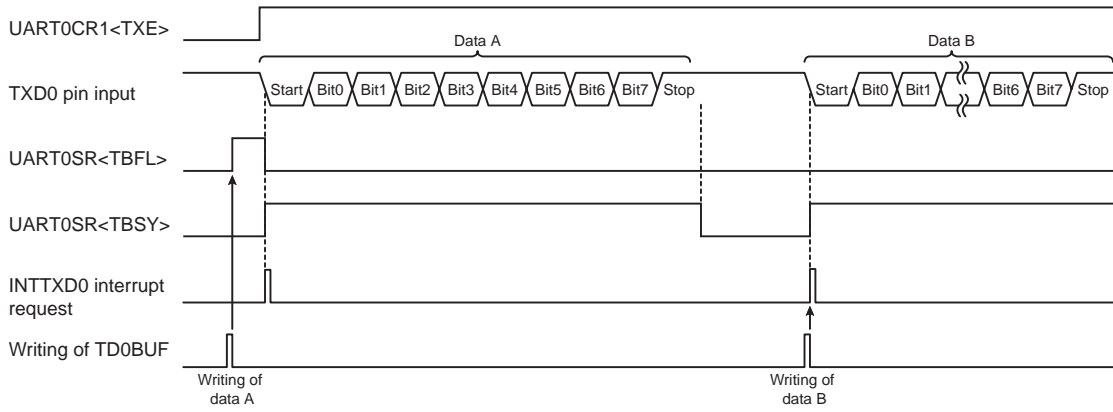 UART0CR1<TXE>
Data A
Data B
TXD0 pin input
Start Bit0 Bit1 Bit2 Bit3 Bit4 Bit5 Bit6 Bit7 Stop
Start Bit0 Bit1 Bit6 Bit7 Stop
UART0SR<TBFL>
UART0SR<TBSY>
INTTXD0 interrupt
request
Writing of TD0BUF
Writing of
data A
Writing of
data B